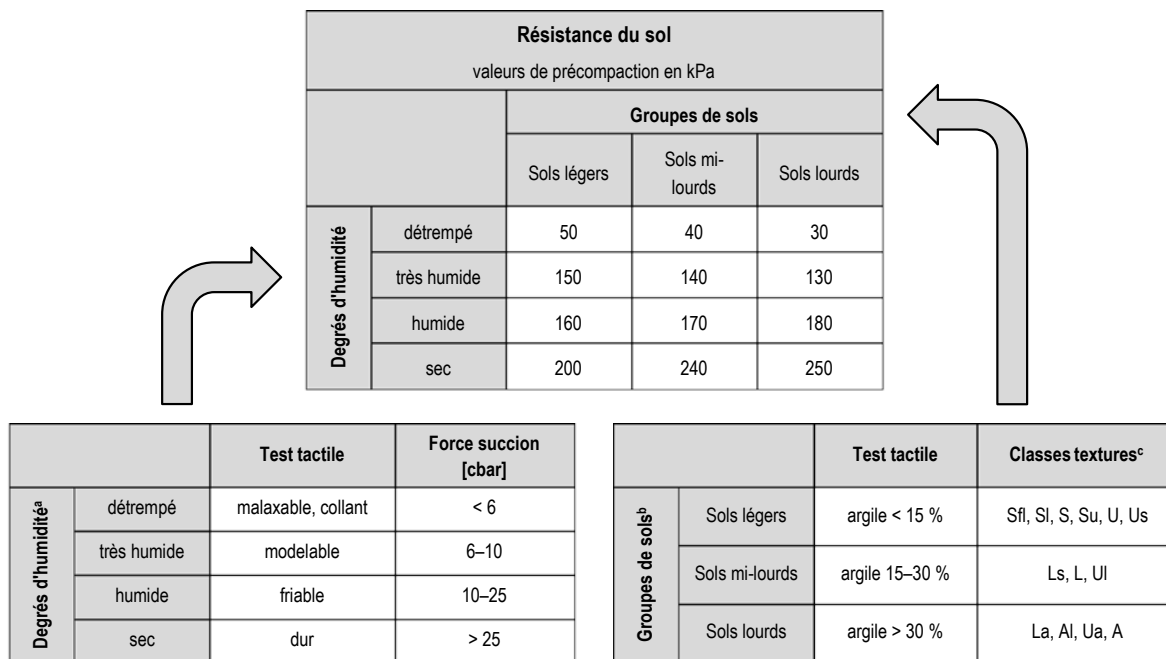 Résistance du sol
valeurs de précompaction en kPa
Groupes de sols
Sols légers
Sols mi-
lourds
Sols lourds
Degrés d'humidité
détrempé 50 40 30
très humide 150 140 130
humide 160 170 180
sec 200 240 250
Test tactile
Force succion
[cbar]
Degrés d'humiditéᵃ
détrempé malaxable, collant < 6
très humide modelable 6–10
humide friable 10–25
sec dur > 25
Test tactile Classes texturesᶜ
Groupes de solsᵇ
Sols légers argile < 15 % Sfl, Sl, S, Su, U, Us
Sols mi-lourds argile 15–30 % Ls, L, Ul
Sols lourds argile > 30 % La, Al, Ua, A